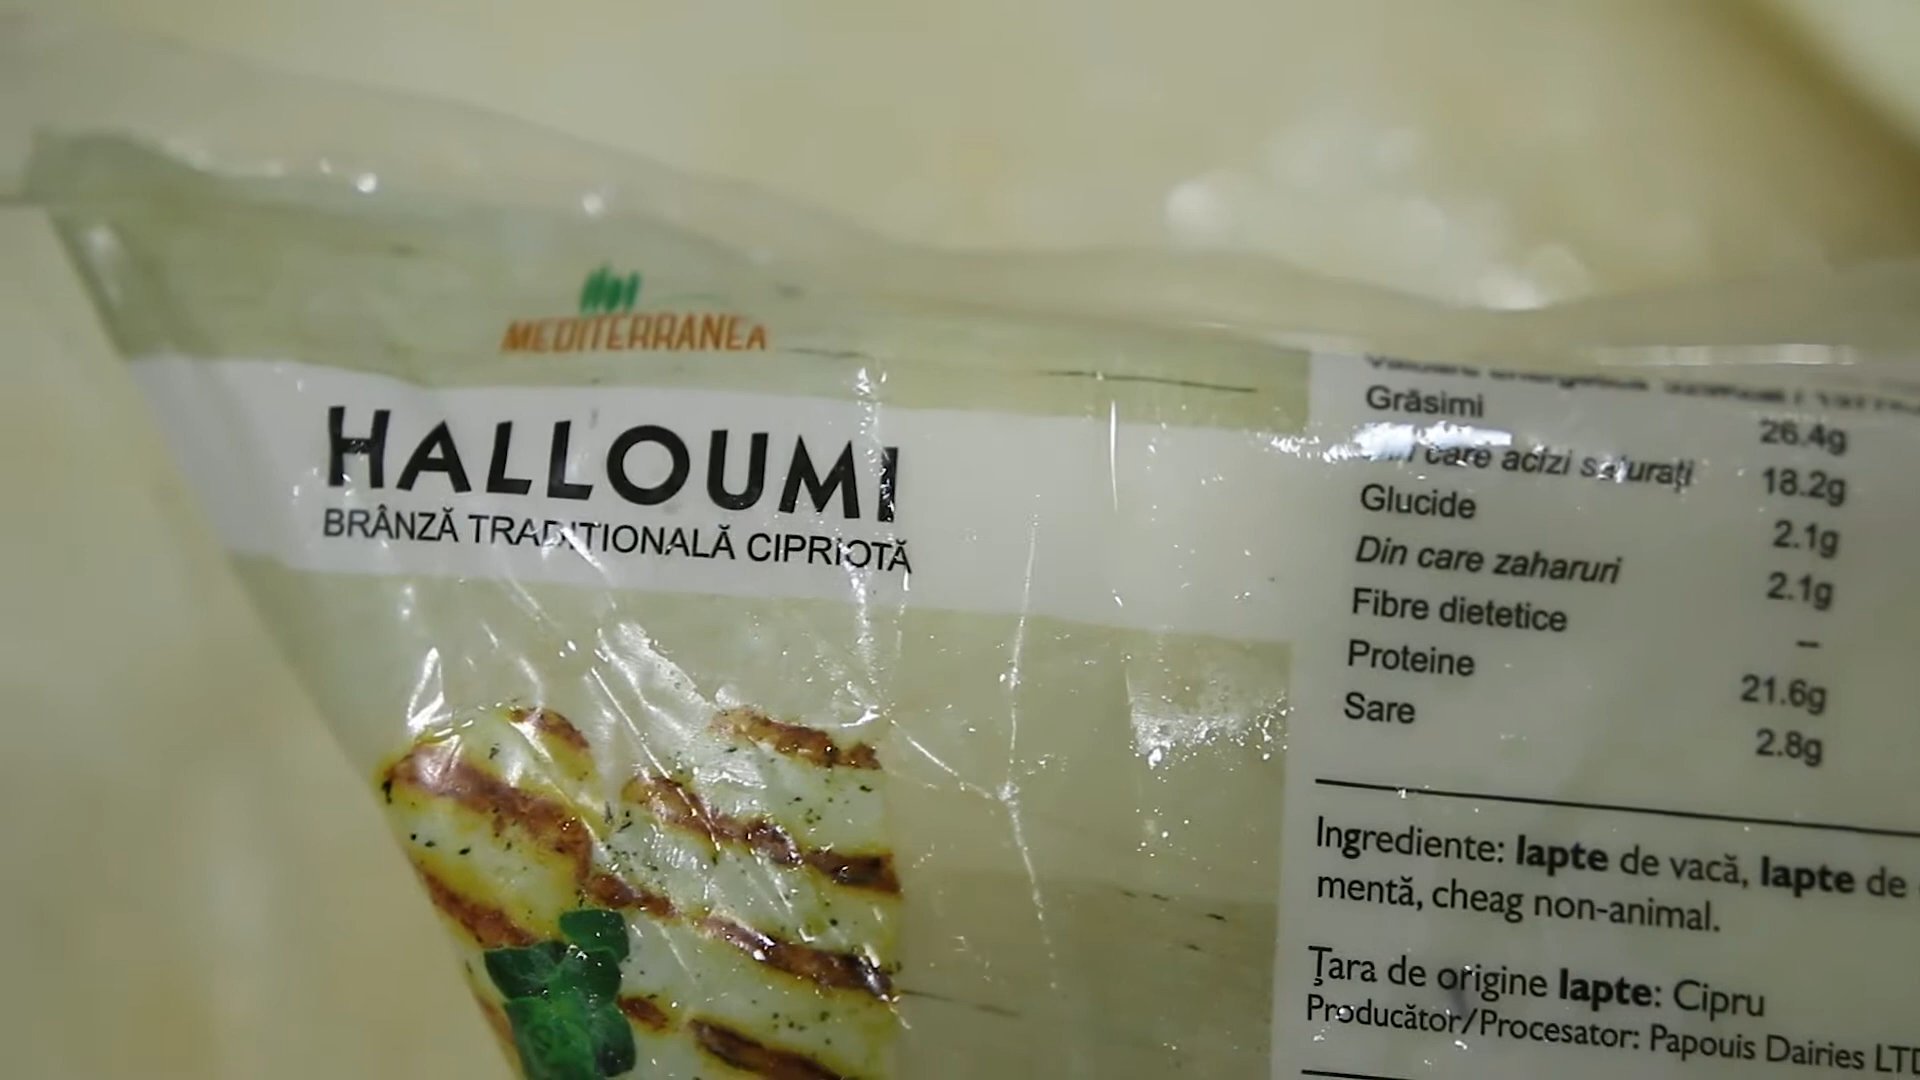 MEDITERRANEA
HALLOUMI
BRÂNZĂ TRADIȚIONALĂ CIPRIOTĂ
Grăsimi 26.4g
care acizi saturați 18.2g
Glucide 2.1g
Din care zaharuri 2.1g
Fibre dietetice –
Proteine 21.6g
Sare 2.8g
Ingrediente: lapte de vacă, lapte de
mentă, cheag non-animal.
Țara de origine lapte: Cipru
Producător/Procesator: Papouis Dairies LTD